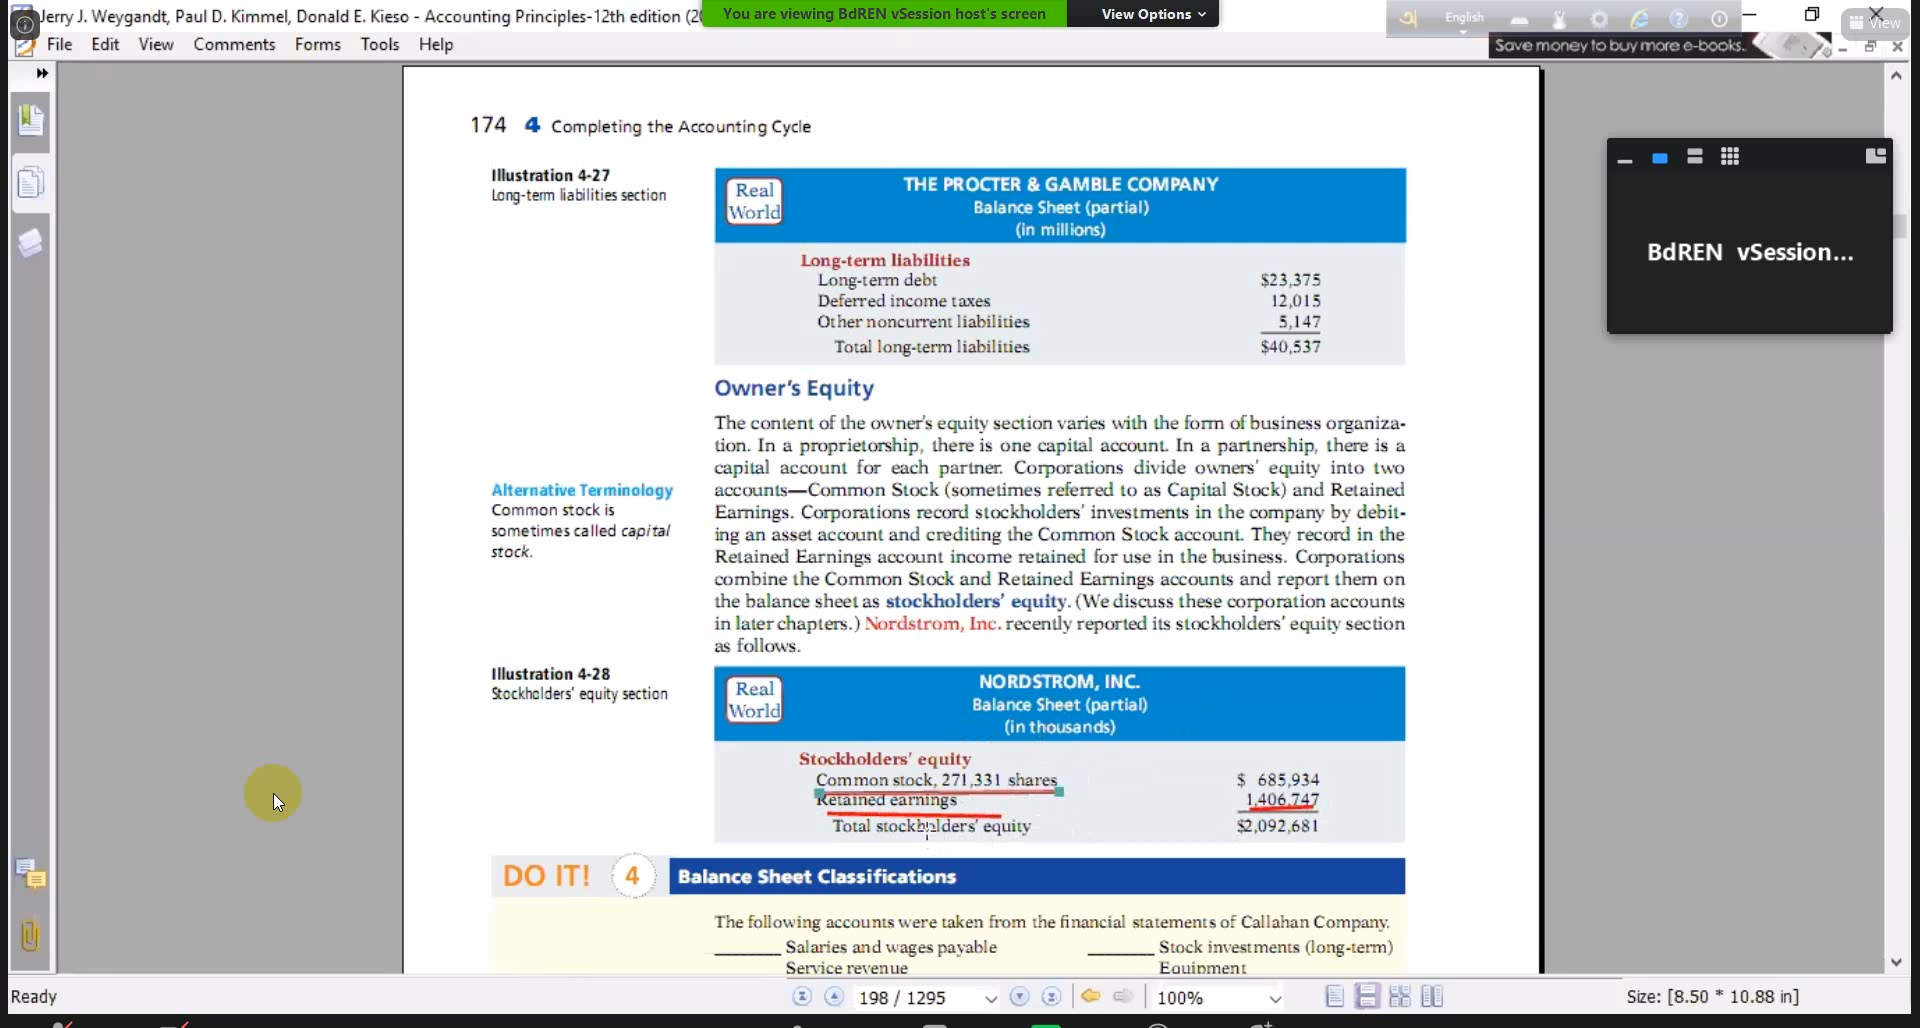 Jerry J. Weygandt, Paul D. Kimmel, Donald E. Kieso - Accounting Principles-12th edition (20
You are viewing BdREN vSession host's screen
View Options
English
View
File Edit View Comments Forms Tools Help
Save money to buy more e-books.
BdREN vSession...
174 4 Completing the Accounting Cycle
Illustration 4-27
Long-term liabilities section
Real
World
THE PROCTER & GAMBLE COMPANY
Balance Sheet (partial)
(in millions)
Long-term liabilities
Long-term debt $23,375
Deferred income taxes 12,015
Other noncurrent liabilities 5,147
Total long-term liabilities $40,537
Owner's Equity
The content of the owner's equity section varies with the form of business organiza-
tion. In a proprietorship, there is one capital account. In a partnership, there is a
capital account for each partner. Corporations divide owners' equity into two
accounts—Common Stock (sometimes referred to as Capital Stock) and Retained
Earnings. Corporations record stockholders' investments in the company by debit-
ing an asset account and crediting the Common Stock account. They record in the
Retained Earnings account income retained for use in the business. Corporations
combine the Common Stock and Retained Earnings accounts and report them on
the balance sheet as stockholders' equity. (We discuss these corporation accounts
in later chapters.) Nordstrom, Inc. recently reported its stockholders' equity section
as follows.
Alternative Terminology
Common stock is
sometimes called capital
stock.
Illustration 4-28
Stockholders' equity section
Real
World
NORDSTROM, INC.
Balance Sheet (partial)
(in thousands)
Stockholders' equity
Common stock, 271,331 shares $ 685,934
Retained earnings 1,406,747
Total stockholders' equity $2,092,681
DO IT! 4 Balance Sheet Classifications
The following accounts were taken from the financial statements of Callahan Company.
Salaries and wages payable Stock investments (long-term)
Service revenue Equipment
Ready
198 / 1295
100%
Size: [8.50 * 10.88 in]